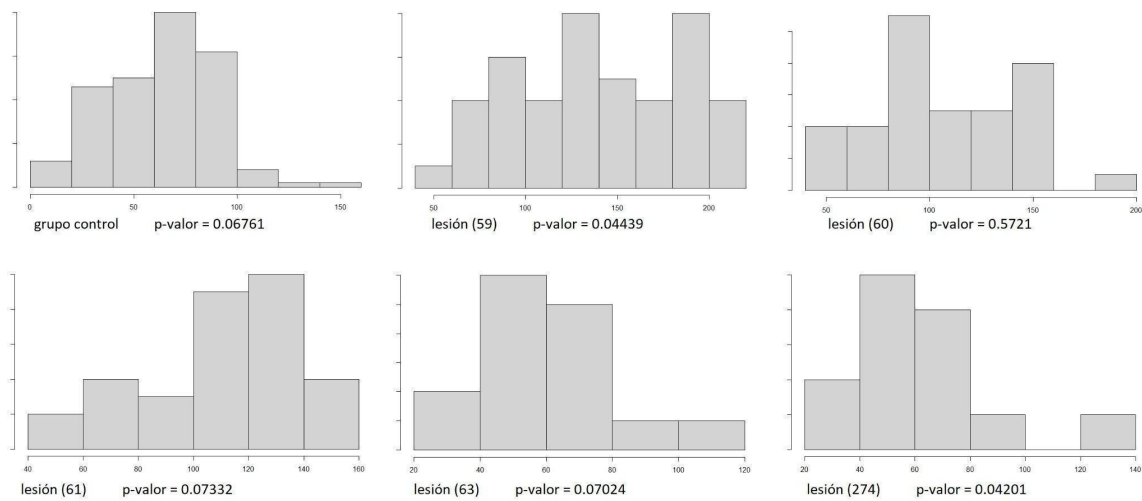 0 50 100 150
grupo control p-valor = 0.06761
50 100 150 200
lesión (59) p-valor = 0.04439
50 100 150 200
lesión (60) p-valor = 0.5721
40 60 80 100 120 140 160
lesión (61) p-valor = 0.07332
20 40 60 80 100 120
lesión (63) p-valor = 0.07024
20 40 60 80 100 120 140
lesión (274) p-valor = 0.04201